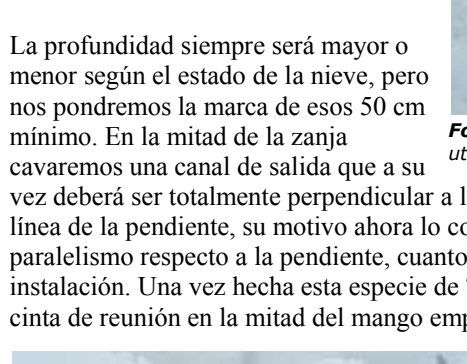 La profundidad siempre será mayor o
menor según el estado de la nieve, pero
nos pondremos la marca de esos 50 cm
mínimo. En la mitad de la zanja
cavaremos una canal de salida que a su
vez deberá ser totalmente perpendicular a
línea de la pendiente, su motivo ahora lo
paralelismo respecto a la pendiente, cuanto
instalación. Una vez hecha esta especie de
cinta de reunión en la mitad del mango